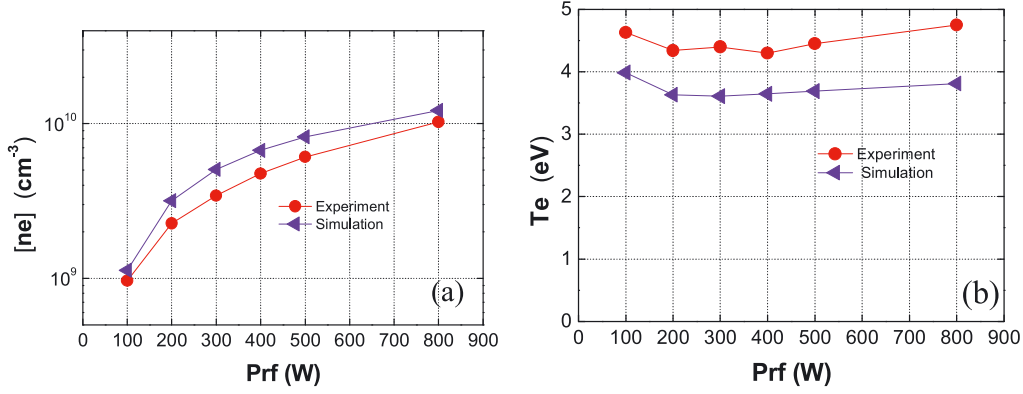 10^10
10^9
[ne] (cm^-3)
Experiment
Simulation
(a)
0 100 200 300 400 500 600 700 800 900
Prf (W)
5
4
3
2
1
0
Te (eV)
Experiment
Simulation
(b)
0 100 200 300 400 500 600 700 800 900
Prf (W)